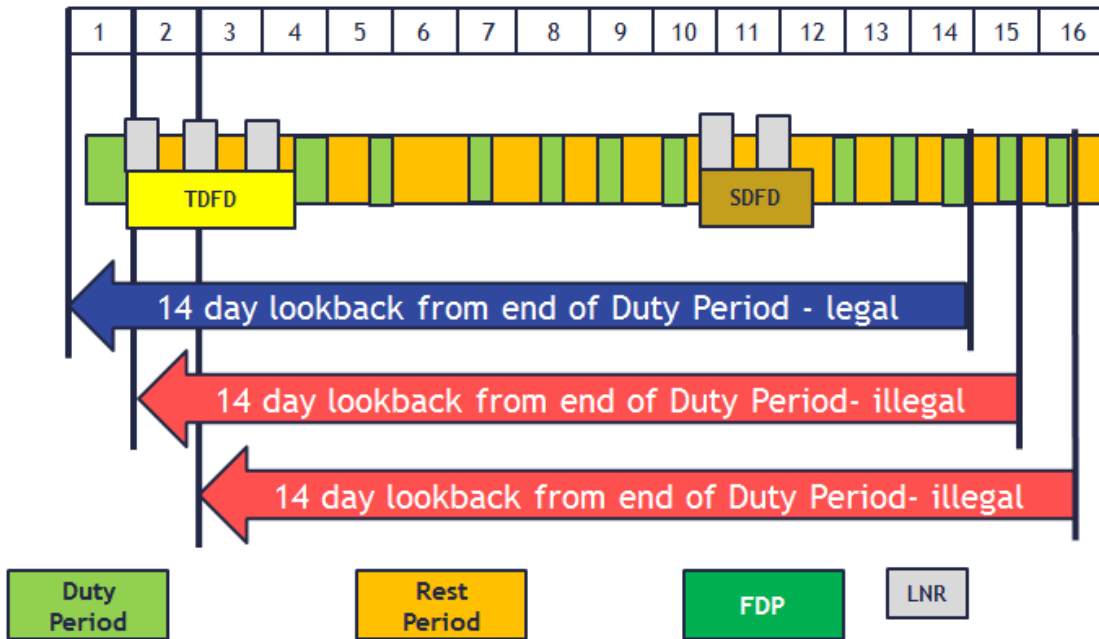 1 2 3 4 5 6 7 8 9 10 11 12 13 14 15 16
TDFD
SDFD
14 day lookback from end of Duty Period - legal
14 day lookback from end of Duty Period- illegal
14 day lookback from end of Duty Period- illegal
Duty
Period
Rest
Period
FDP
LNR